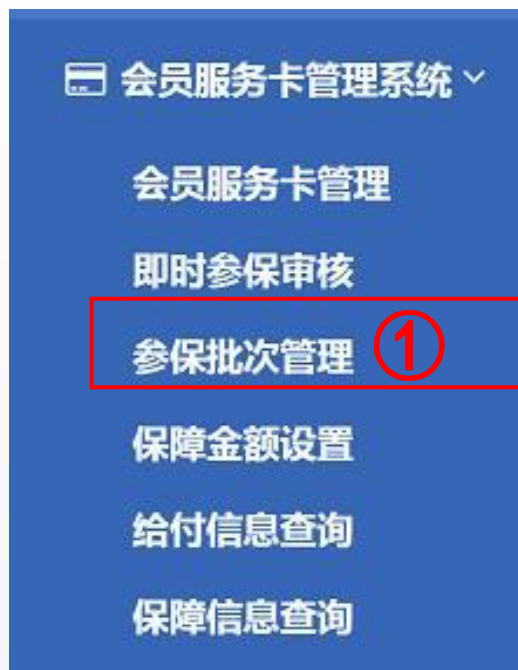 会员服务卡管理系统
会员服务卡管理
即时参保审核
参保批次管理 ①
保障金额设置
给付信息查询
保障信息查询